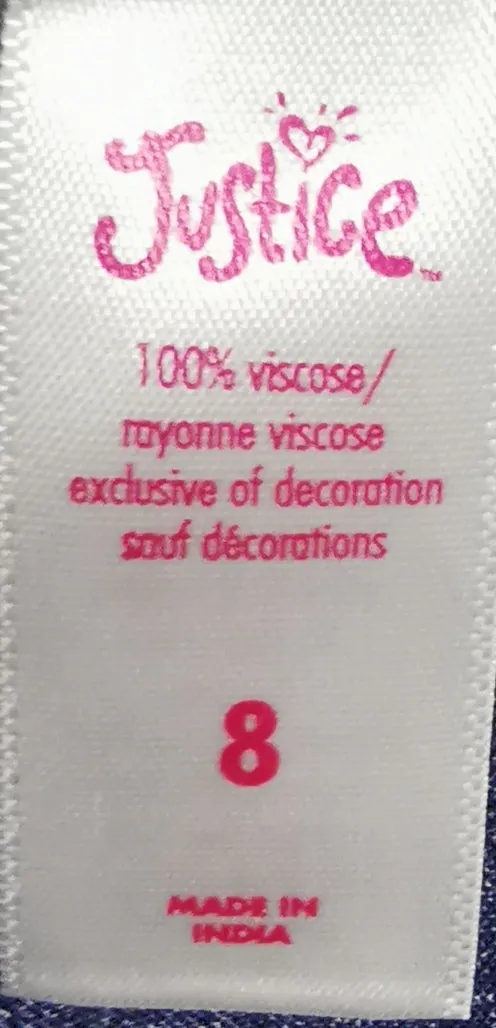 Justice
100% viscose/
rayonne viscose
exclusive of decoration
sauf décorations
8
MADE IN
INDIA